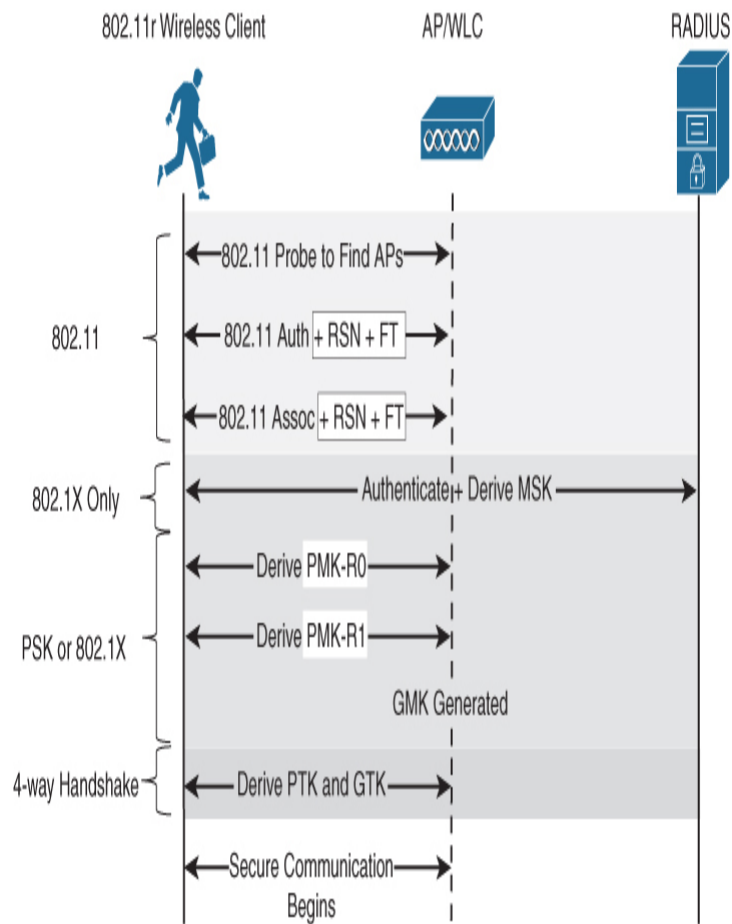 802.11r Wireless Client
AP/WLC
RADIUS
802.11
802.11 Probe to Find APs
802.11 Auth + RSN + FT
802.11 Assoc + RSN + FT
802.1X Only
Authenticate + Derive MSK
PSK or 802.1X
Derive PMK-R0
Derive PMK-R1
GMK Generated
4-way Handshake
Derive PTK and GTK
Secure Communication
Begins